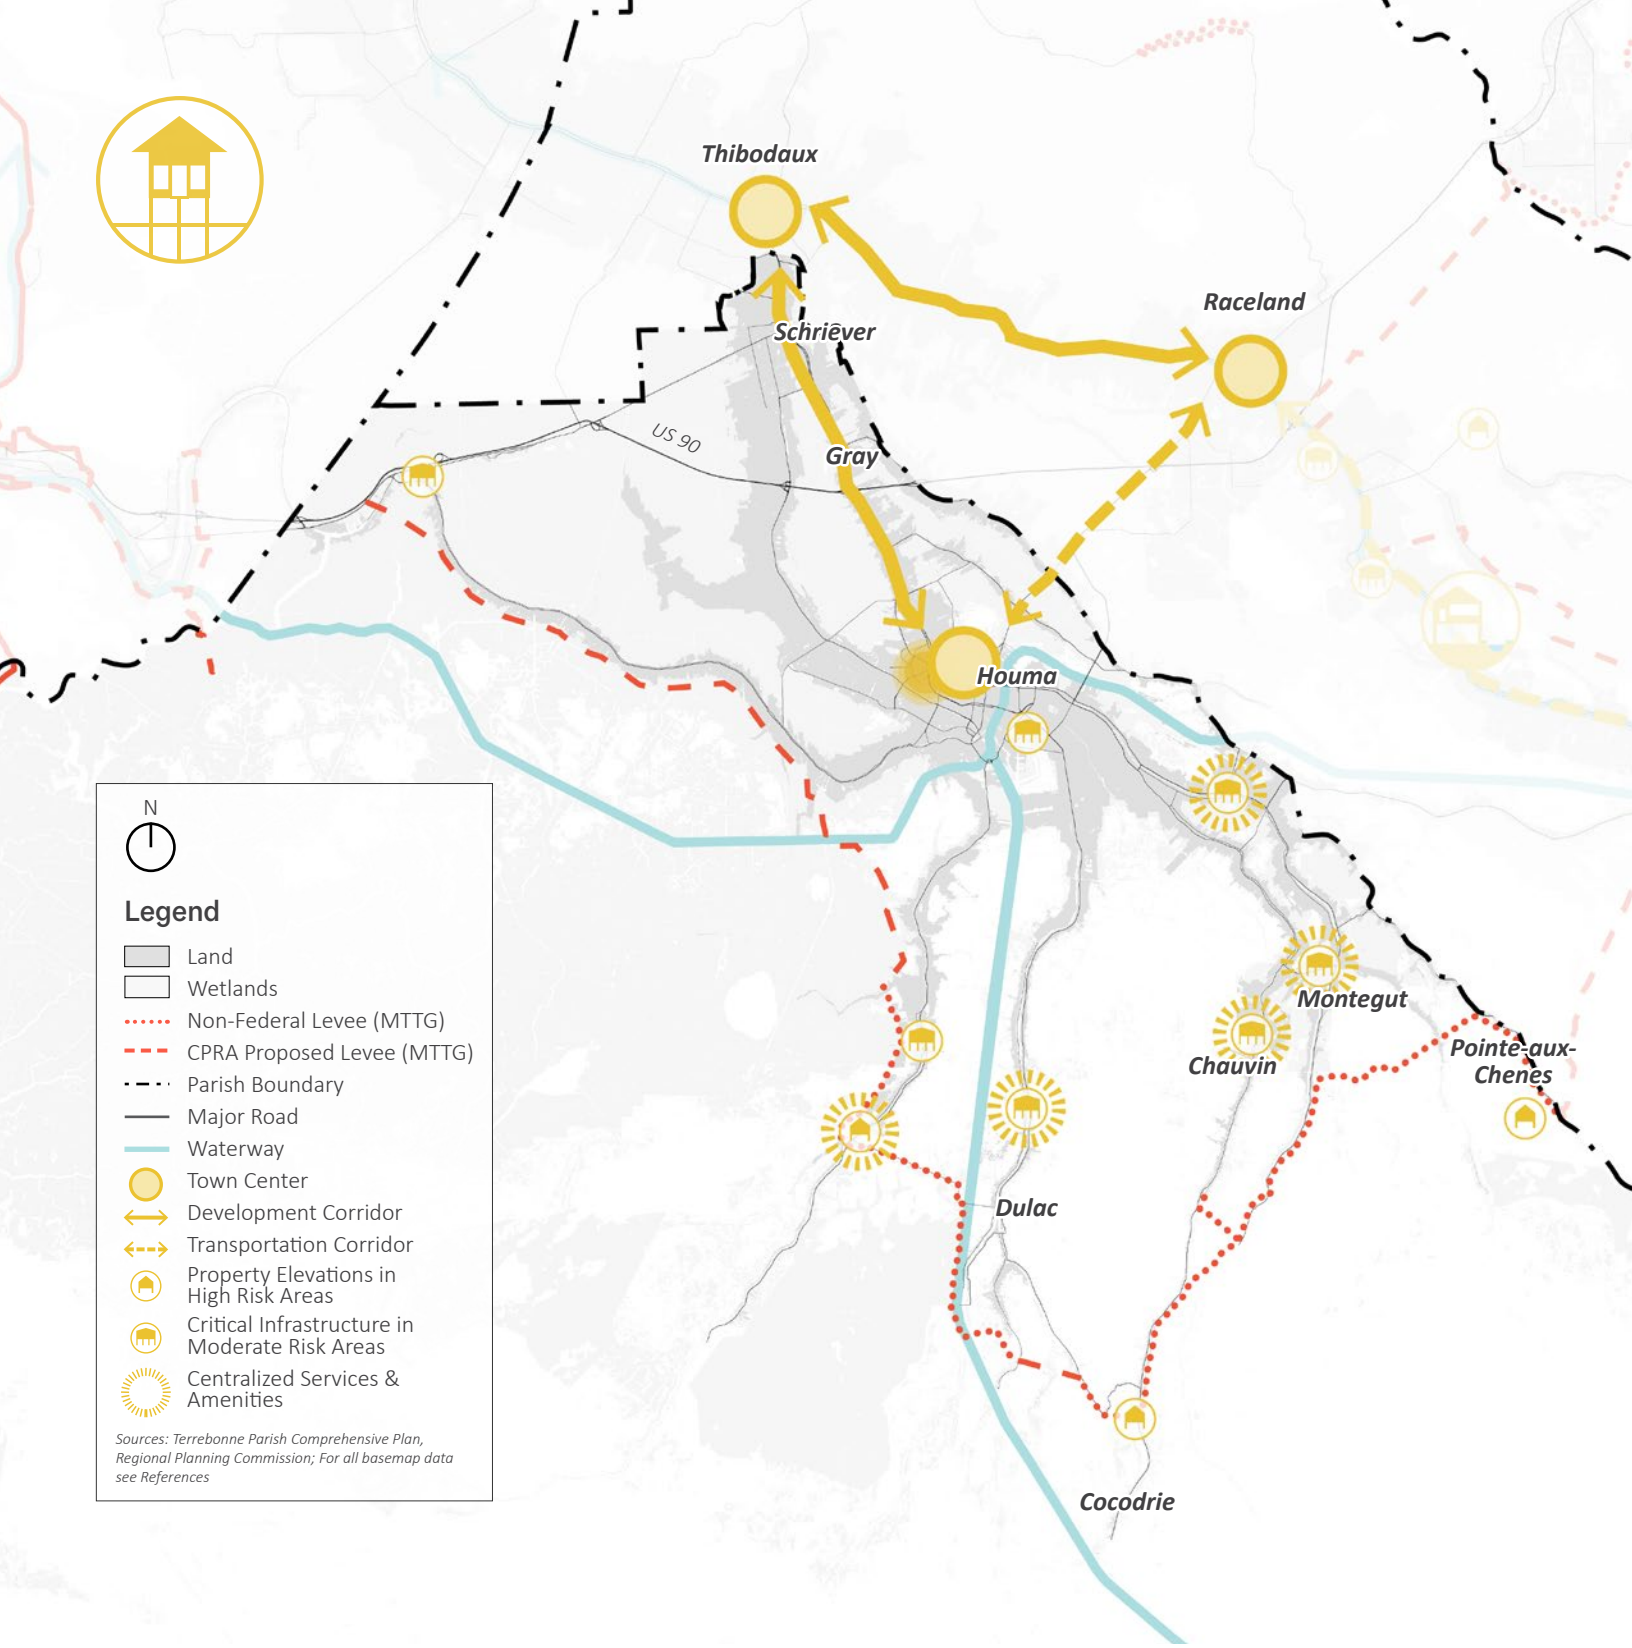 Thibodaux
Raceland
Schriever
US 90
Gray
Houma
Montegut
Pointe-aux-
Chenes
Chauvin
Dulac
Cocodrie
N
Legend
Land
Wetlands
Non-Federal Levee (MTTG)
CPRA Proposed Levee (MTTG)
Parish Boundary
Major Road
Waterway
Town Center
Development Corridor
Transportation Corridor
Property Elevations in
High Risk Areas
Critical Infrastructure in
Moderate Risk Areas
Centralized Services &
Amenities
Sources: Terrebonne Parish Comprehensive Plan,
Regional Planning Commission; For all basemap data
see References